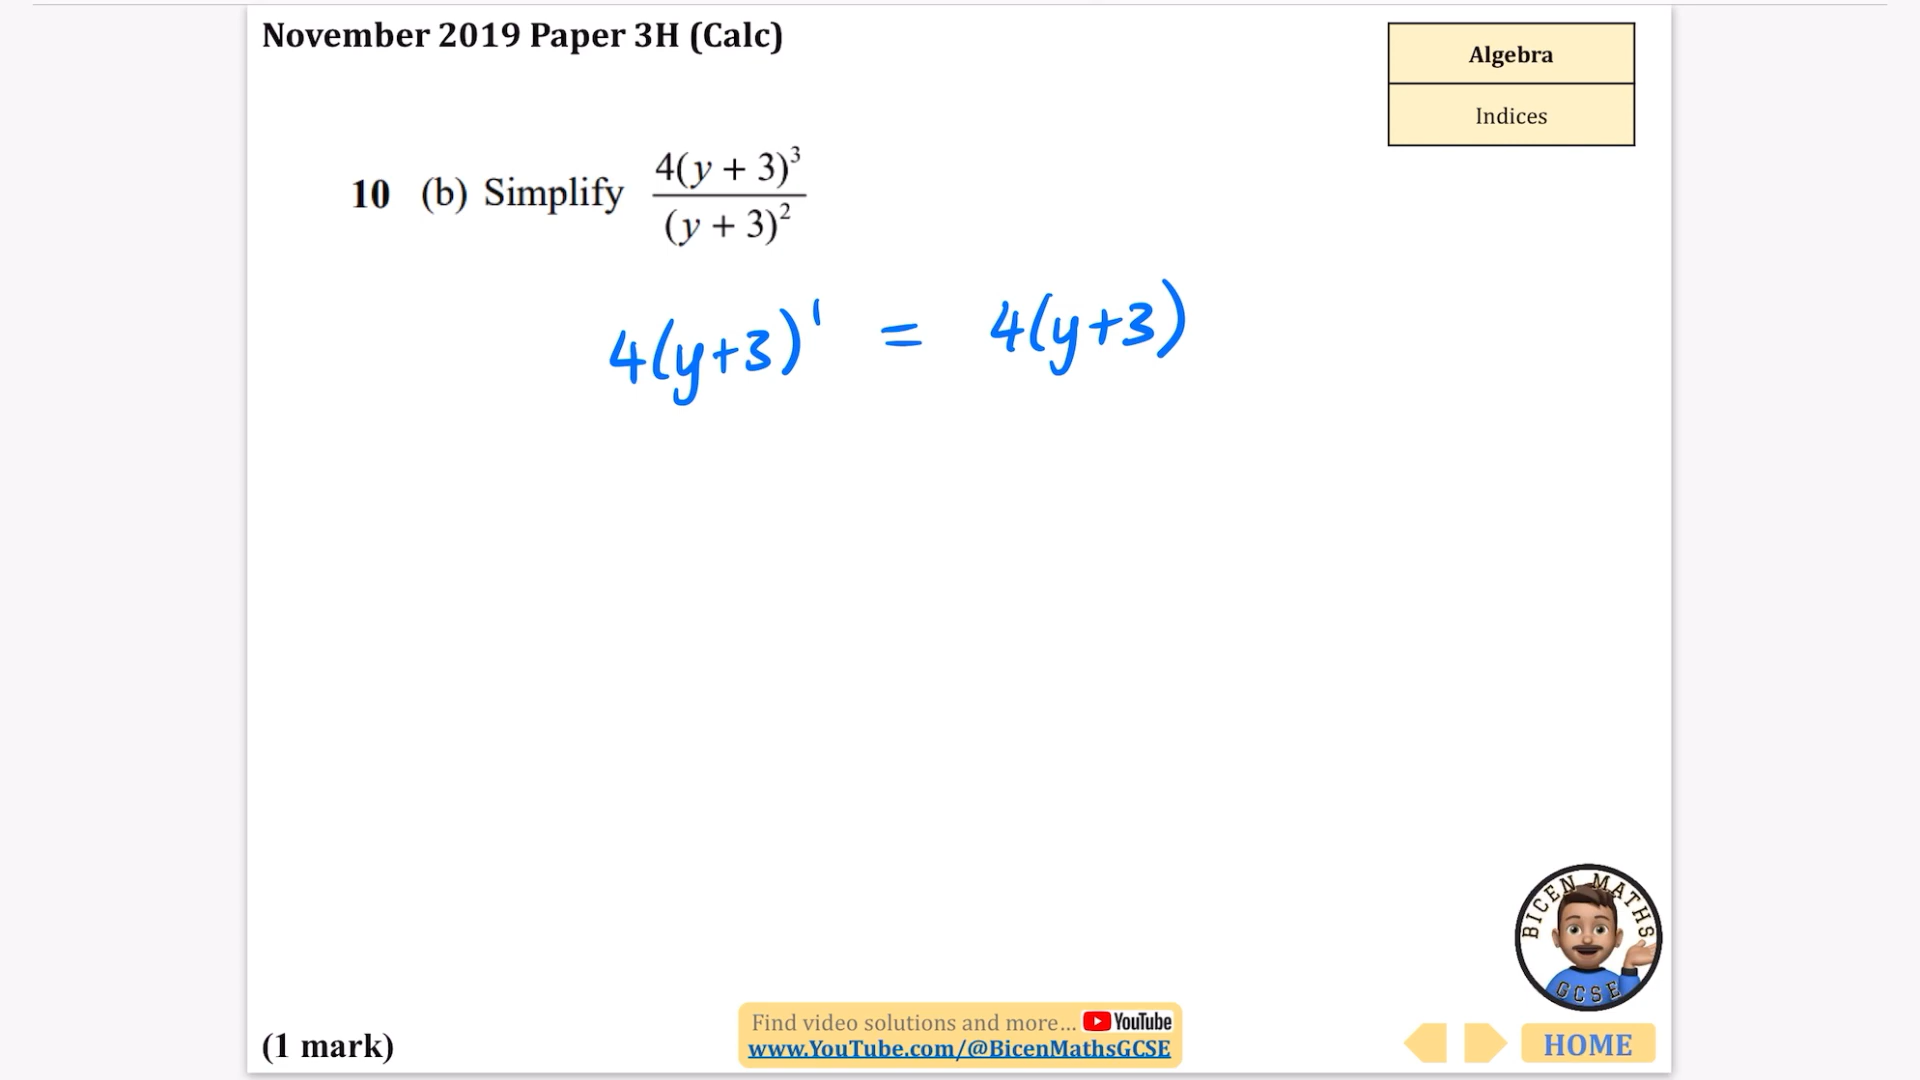 November 2019 Paper 3H (Calc)
Algebra
Indices
10 (b) Simplify 4(y + 3)³
(y + 3)²
4(y+3)¹ = 4(y+3)
BICEN MATHS
GCSE
(1 mark)
Find video solutions and more... YouTube
www.YouTube.com/@BicenMathsGCSE
HOME